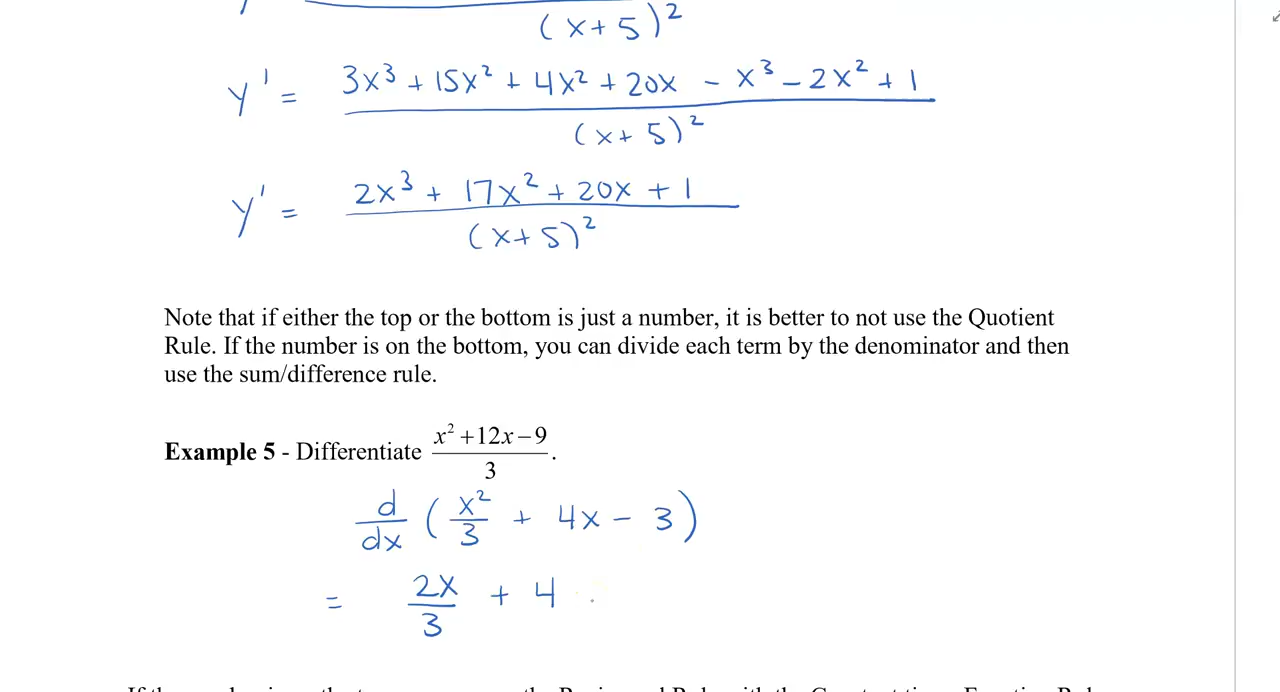 (x+5)²
y' = 3x³ + 15x² + 4x² + 20x - x³ - 2x² + 1
(x+5)²
y' = 2x³ + 17x² + 20x + 1
(x+5)²
Note that if either the top or the bottom is just a number, it is better to not use the Quotient
Rule. If the number is on the bottom, you can divide each term by the denominator and then
use the sum/difference rule.
Example 5 - Differentiate x² +12x−9 / 3 .
d/dx ( x²/3 + 4x - 3 )
= 2x/3 + 4